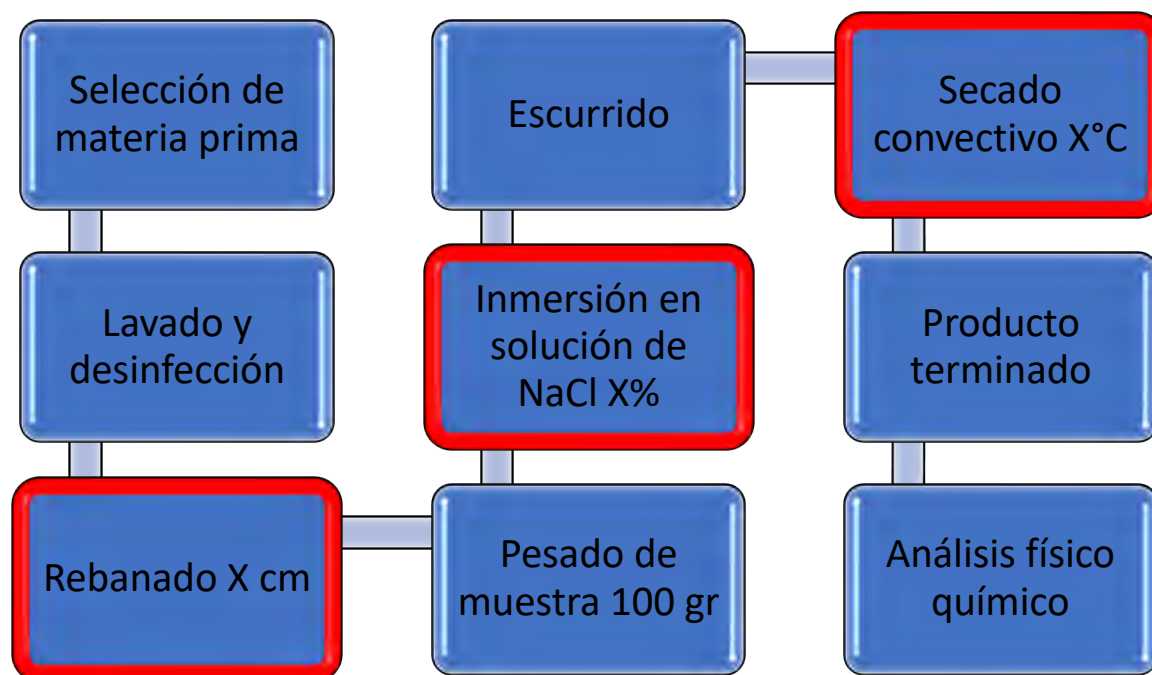 Selección de
materia prima
Lavado y
desinfección
Rebanado X cm
Pesado de
muestra 100 gr
Inmersión en
solución de
NaCl X%
Escurrido
Secado
convectivo X°C
Producto
terminado
Análisis físico
químico